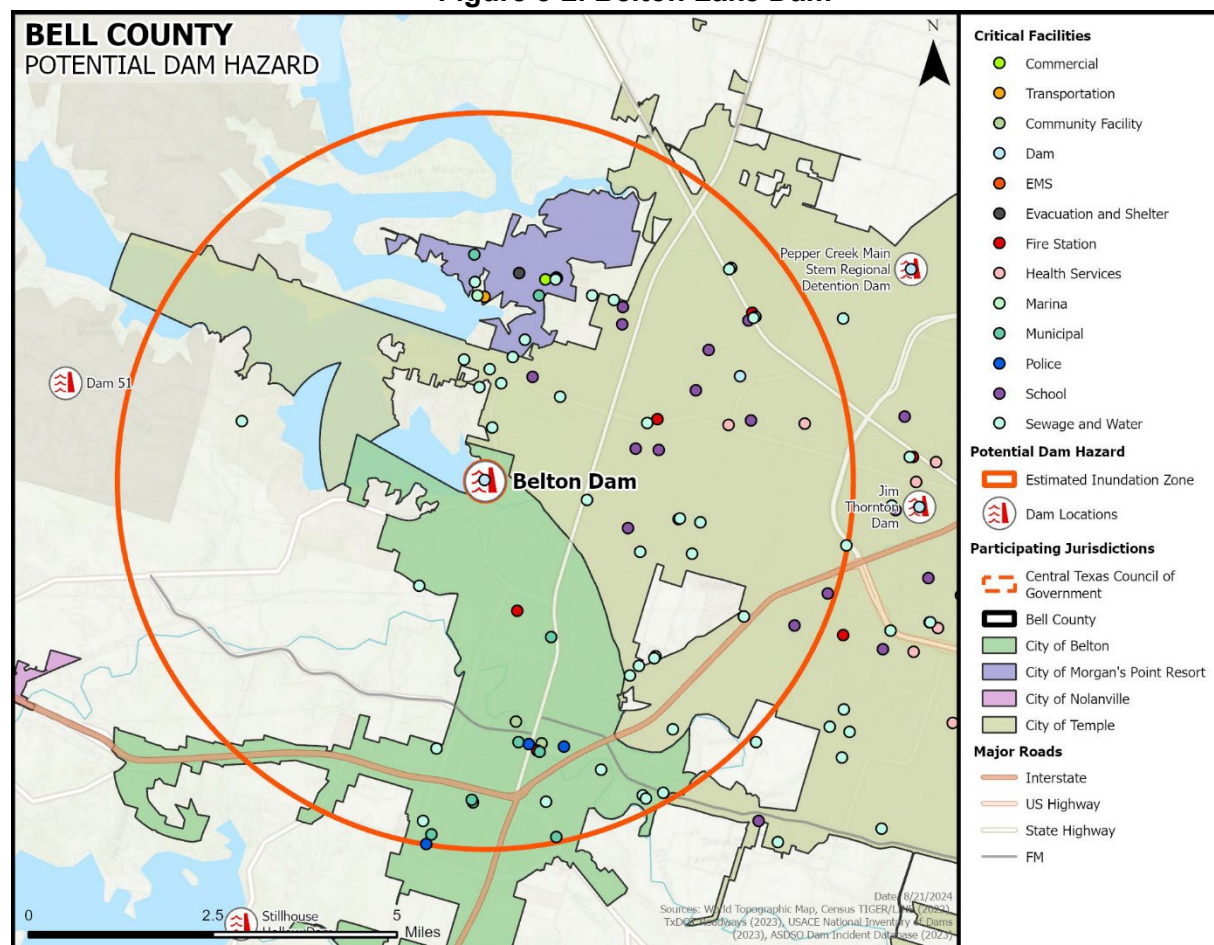 Figure 5-2. Belton Lake Dam
BELL COUNTY
POTENTIAL DAM HAZARD
N
Pepper Creek Main
Stem Regional
Detention Dam
Dam 51
Belton Dam
Jim
Thornton
Dam
Stillhouse
Hollow Dam
0 2.5 5 Miles
Date: 8/21/2024
Sources: World Topographic Map, Census TIGER/LINE (2022),
TxDOT Roadways (2023), USACE National Inventory of Dams
(2023), ASDSO Dam Incident Database (2023)
Critical Facilities
Commercial
Transportation
Community Facility
Dam
EMS
Evacuation and Shelter
Fire Station
Health Services
Marina
Municipal
Police
School
Sewage and Water
Potential Dam Hazard
Estimated Inundation Zone
Dam Locations
Participating Jurisdictions
Central Texas Council of
Government
Bell County
City of Belton
City of Morgan's Point Resort
City of Nolanville
City of Temple
Major Roads
Interstate
US Highway
State Highway
FM